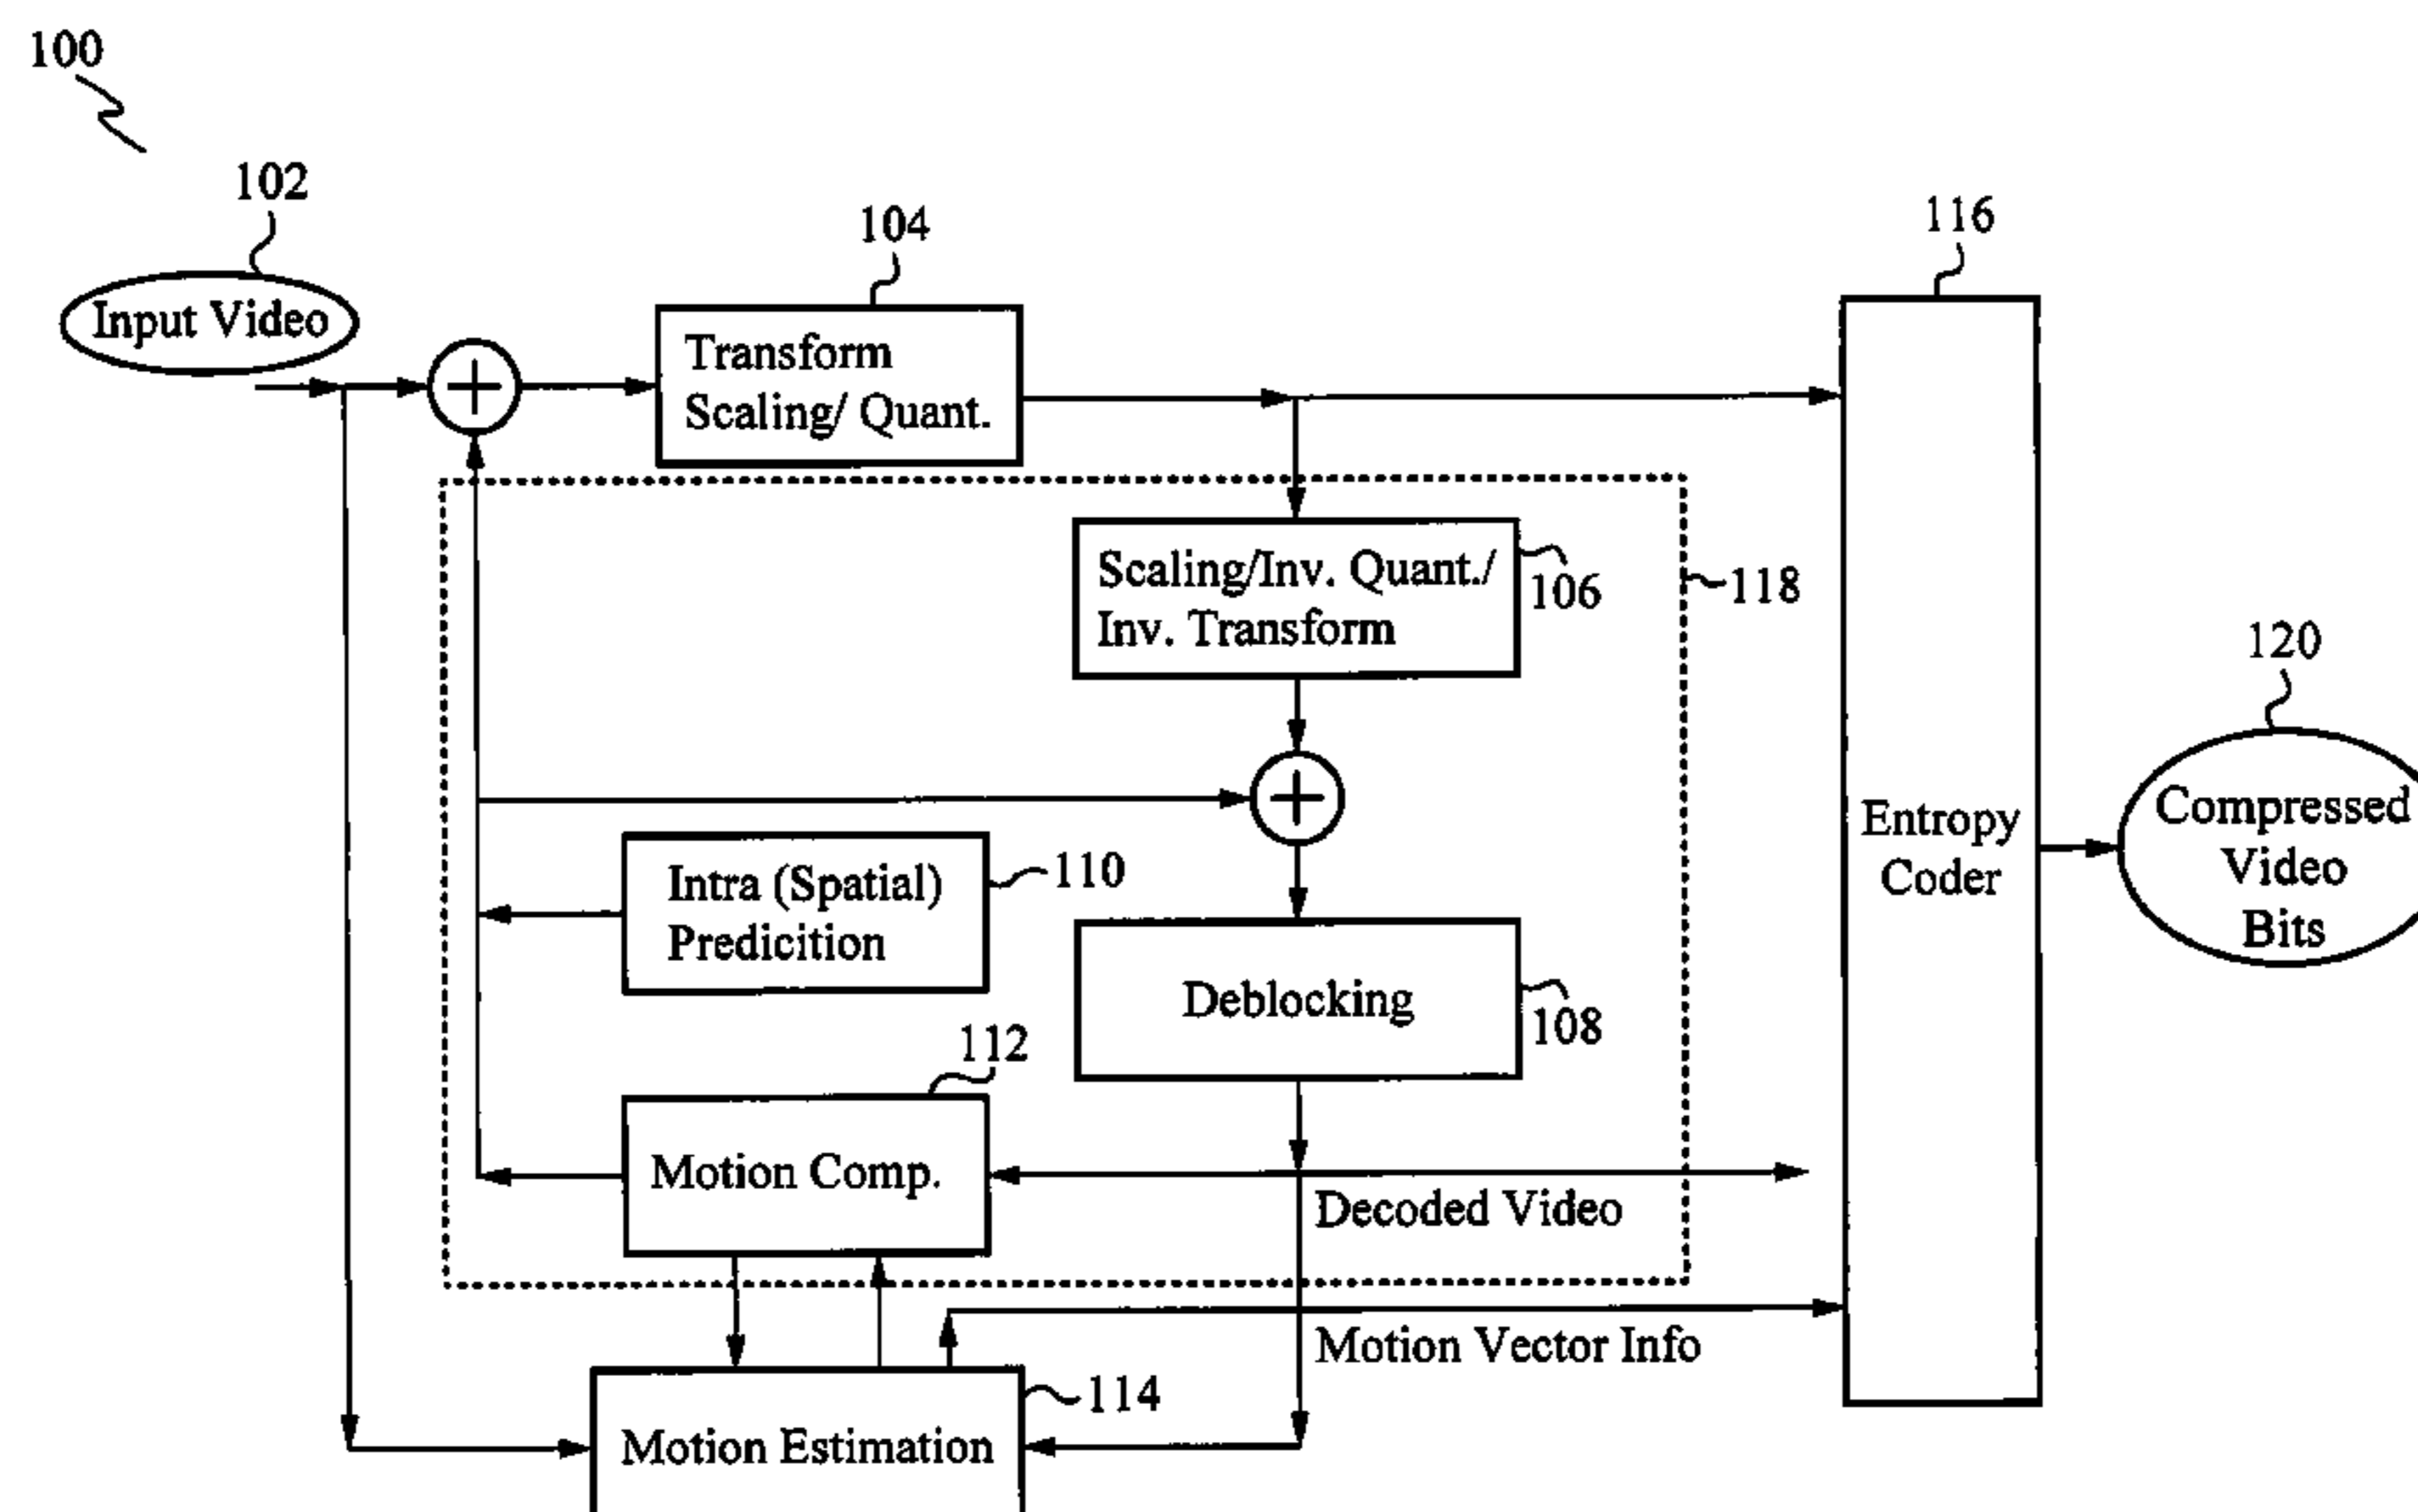 100
102
Input Video
104
Transform
Scaling/ Quant.
116
Scaling/Inv. Quant./
Inv. Transform
106
118
120
Compressed
Video
Bits
Entropy
Coder
Intra (Spatial)
Predicition
110
Deblocking
108
112
Motion Comp.
Decoded Video
Motion Vector Info
114
Motion Estimation